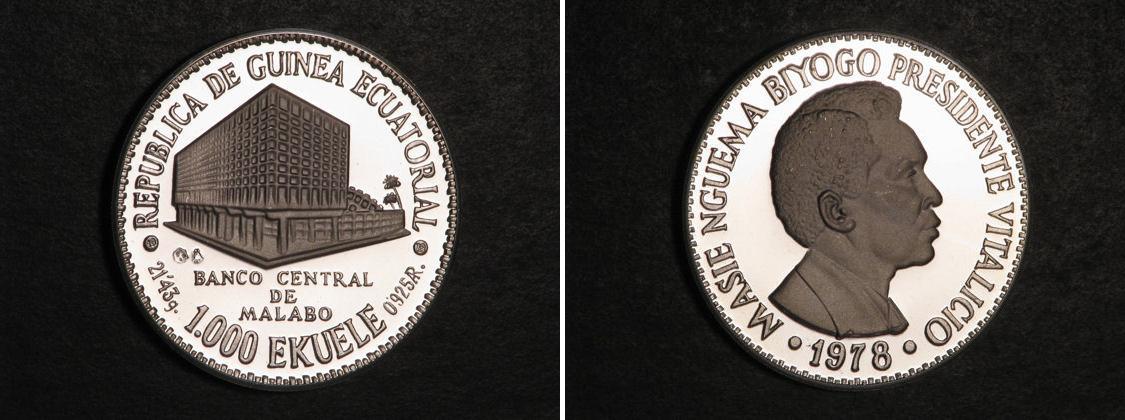 REPUBLICA DE GUINEA ECUATORIAL
21'43g.
BANCO CENTRAL
DE
MALABO
0'925AR.
1.000 EKUELE
MASIE NGUEMA BIYOGO PRESIDENTE VITALICIO
1978